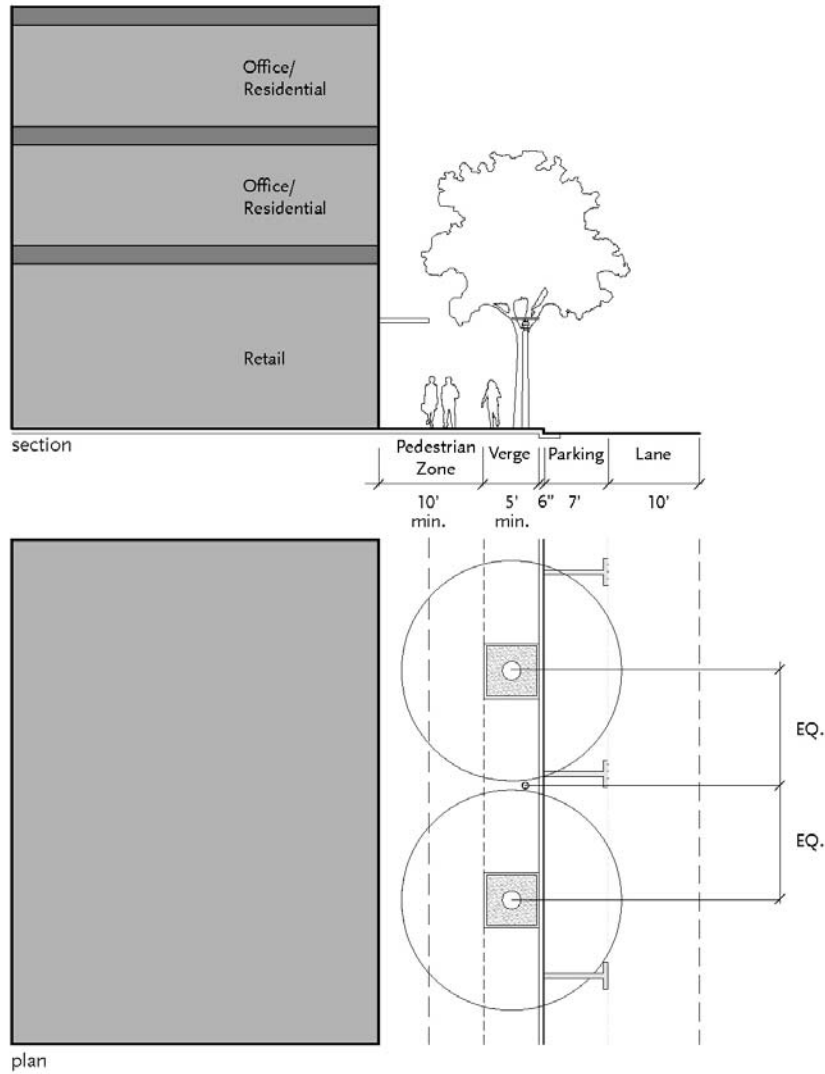 Office/
Residential
Office/
Residential
Retail
section
Pedestrian
Zone
Verge
Parking
Lane
10'
min.
5'
min.
6"
7'
10'
EQ.
EQ.
plan